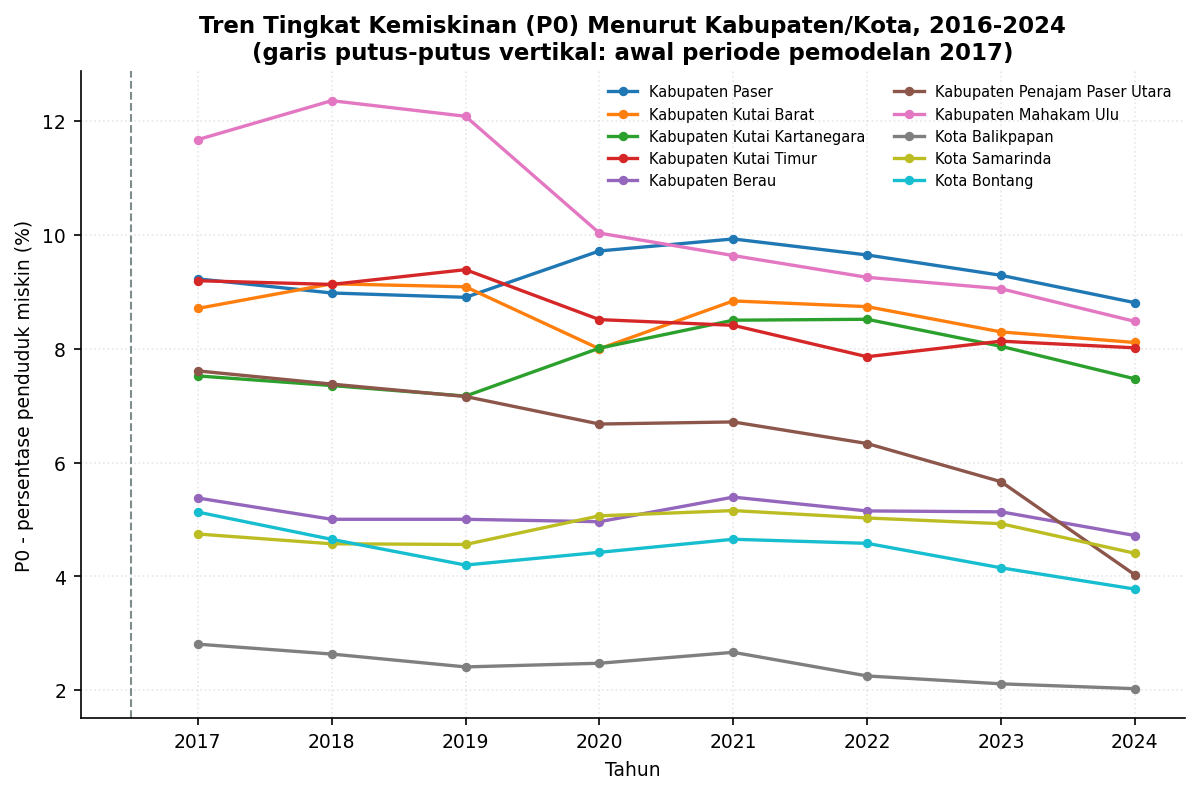 Tren Tingkat Kemiskinan (P0) Menurut Kabupaten/Kota, 2016-2024
(garis putus-putus vertikal: awal periode pemodelan 2017)
Kabupaten Paser
Kabupaten Kutai Barat
Kabupaten Kutai Kartanegara
Kabupaten Kutai Timur
Kabupaten Berau
Kabupaten Penajam Paser Utara
Kabupaten Mahakam Ulu
Kota Balikpapan
Kota Samarinda
Kota Bontang
P0 - persentase penduduk miskin (%)
12
10
8
6
4
2
2017 2018 2019 2020 2021 2022 2023 2024
Tahun